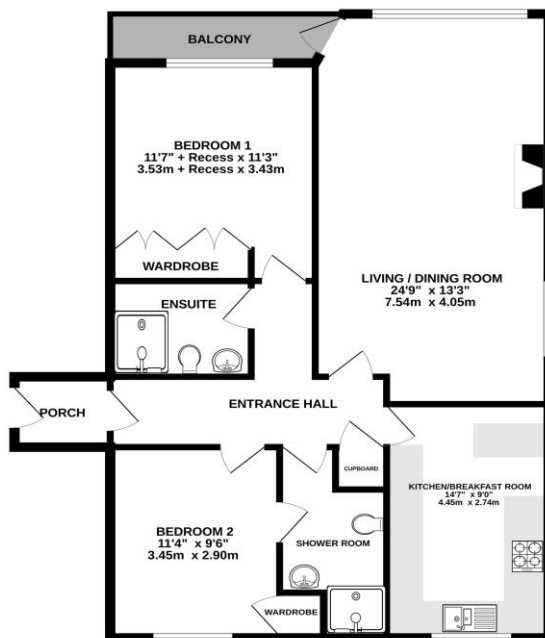 BALCONY
BEDROOM 1
11'7" + Recess x 11'3"
3.53m + Recess x 3.43m
WARDROBE
LIVING / DINING ROOM
24'9" x 13'3"
7.54m x 4.05m
ENSUITE
PORCH
ENTRANCE HALL
CUPBOARD
KITCHEN/BREAKFAST ROOM
14'7" x 9'0"
4.45m x 2.74m
BEDROOM 2
11'4" x 9'6"
3.45m x 2.90m
SHOWER ROOM
WARDROBE